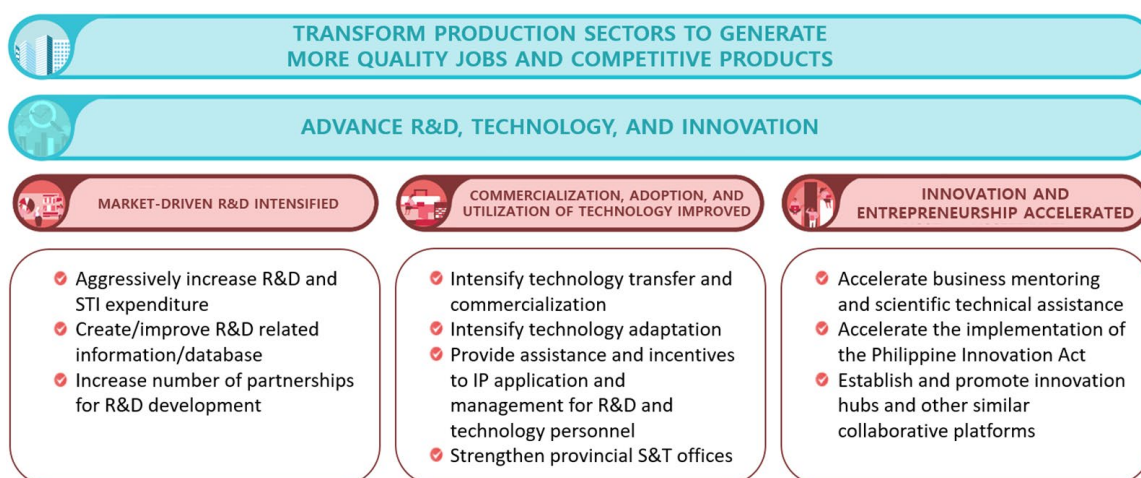 TRANSFORM PRODUCTION SECTORS TO GENERATE
MORE QUALITY JOBS AND COMPETITIVE PRODUCTS
ADVANCE R&D, TECHNOLOGY, AND INNOVATION
MARKET-DRIVEN R&D INTENSIFIED
Aggressively increase R&D and
STI expenditure
Create/improve R&D related
information/database
Increase number of partnerships
for R&D development
COMMERCIALIZATION, ADOPTION, AND
UTILIZATION OF TECHNOLOGY IMPROVED
Intensify technology transfer and
commercialization
Intensify technology adaptation
Provide assistance and incentives
to IP application and
management for R&D and
technology personnel
Strengthen provincial S&T offices
INNOVATION AND
ENTREPRENEURSHIP ACCELERATED
Accelerate business mentoring
and scientific technical assistance
Accelerate the implementation of
the Philippine Innovation Act
Establish and promote innovation
hubs and other similar
collaborative platforms